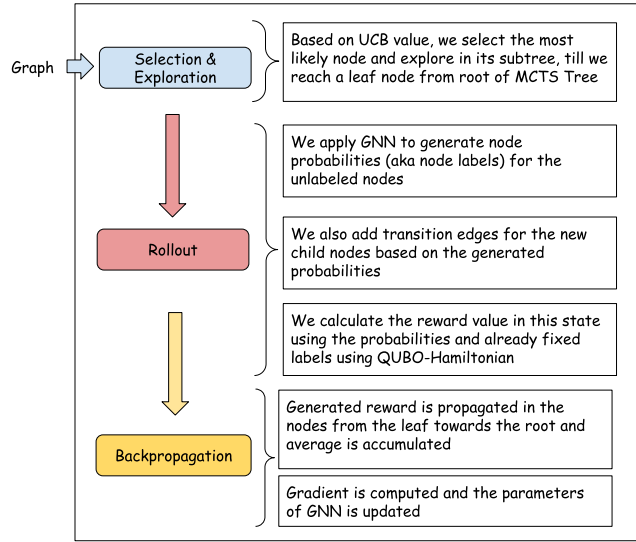 Graph
Selection &
Exploration
Based on UCB value, we select the most
likely node and explore in its subtree, till we
reach a leaf node from root of MCTS Tree
We apply GNN to generate node
probabilities (aka node labels) for the
unlabeled nodes
Rollout
We also add transition edges for the new
child nodes based on the generated
probabilities
We calculate the reward value in this state
using the probabilities and already fixed
labels using QUBO-Hamiltonian
Backpropagation
Generated reward is propagated in the
nodes from the leaf towards the root and
average is accumulated
Gradient is computed and the parameters
of GNN is updated